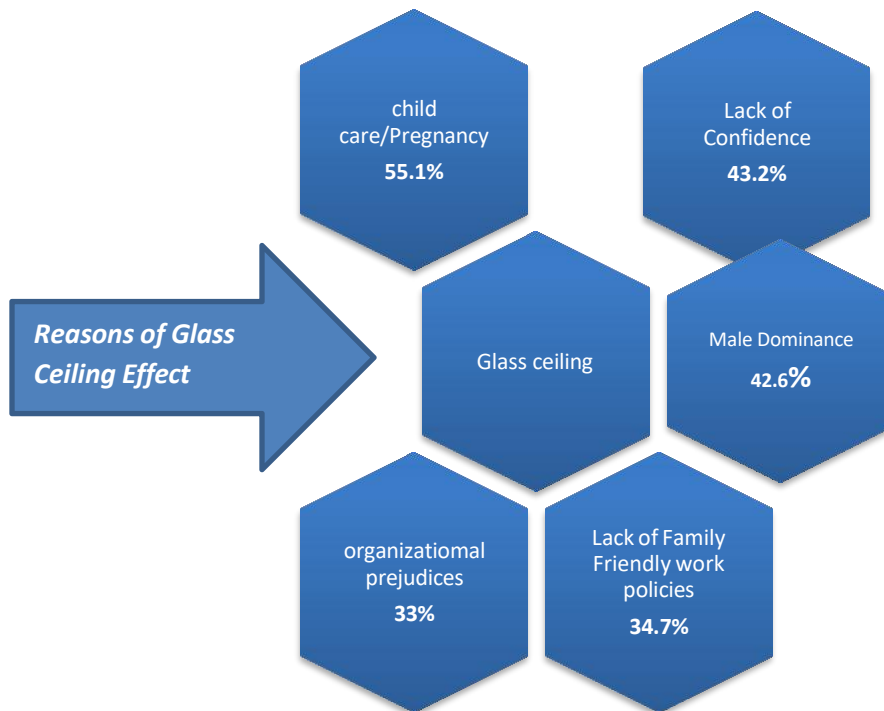 child
care/Pregnancy
55.1%
Lack of
Confidence
43.2%
Reasons of Glass
Ceiling Effect
Glass ceiling
Male Dominance
42.6%
organizatiomal
prejudices
33%
Lack of Family
Friendly work
policies
34.7%